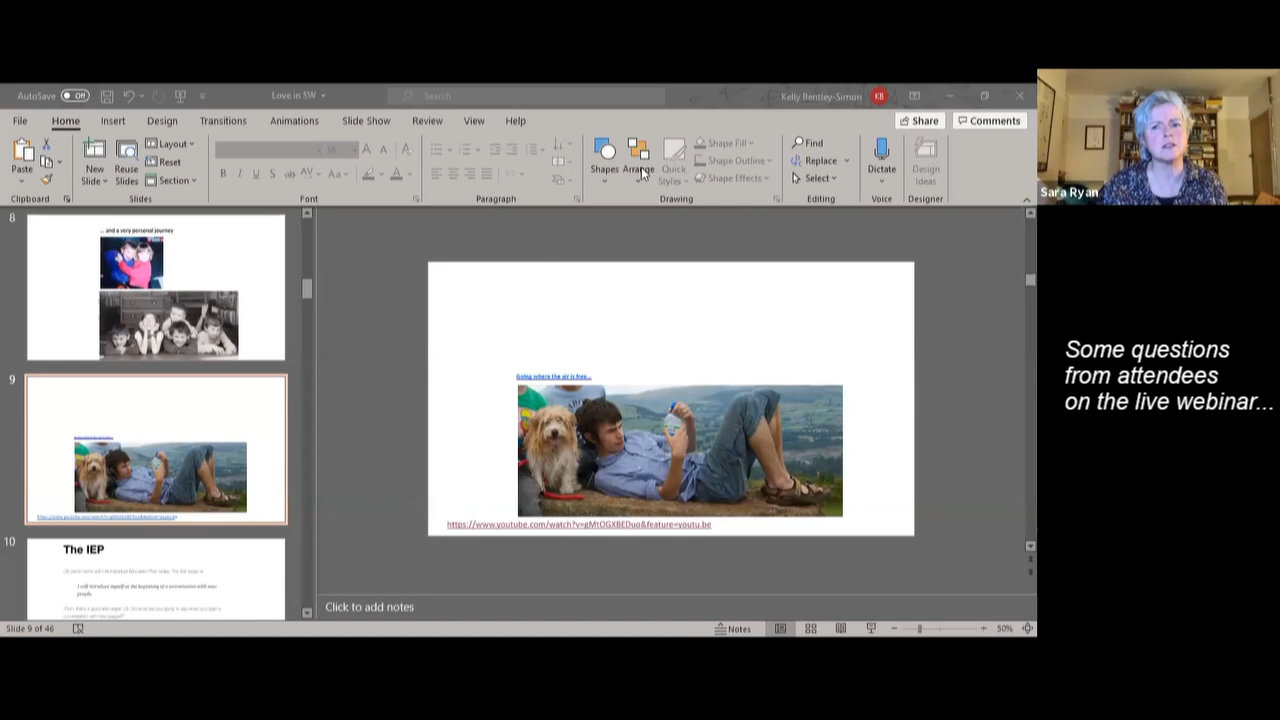 AutoSave Off
Love in SW
Search
Kelly Bentley-Simon KB
File Home Insert Design Transitions Animations Slide Show Review View Help Share Comments
Paste
New Slide
Reuse Slides
Layout
Reset
Section
16
B I U S ab AV Aa A
Shapes
Arrange
Quick Styles
Shape Fill
Shape Outline
Shape Effects
Find
Replace
Select
Dictate
Design Ideas
Clipboard Slides Font Paragraph Drawing Editing Voice Designer
8
... and a very personal journey
9
10
The IEP
Going where the air is free...
https://www.youtube.com/watch?v=gMtOGXBEDuo&feature=youtu.be
Click to add notes
Slide 9 of 46
Notes
50%
Sara Ryan
Some questions
from attendees
on the live webinar...